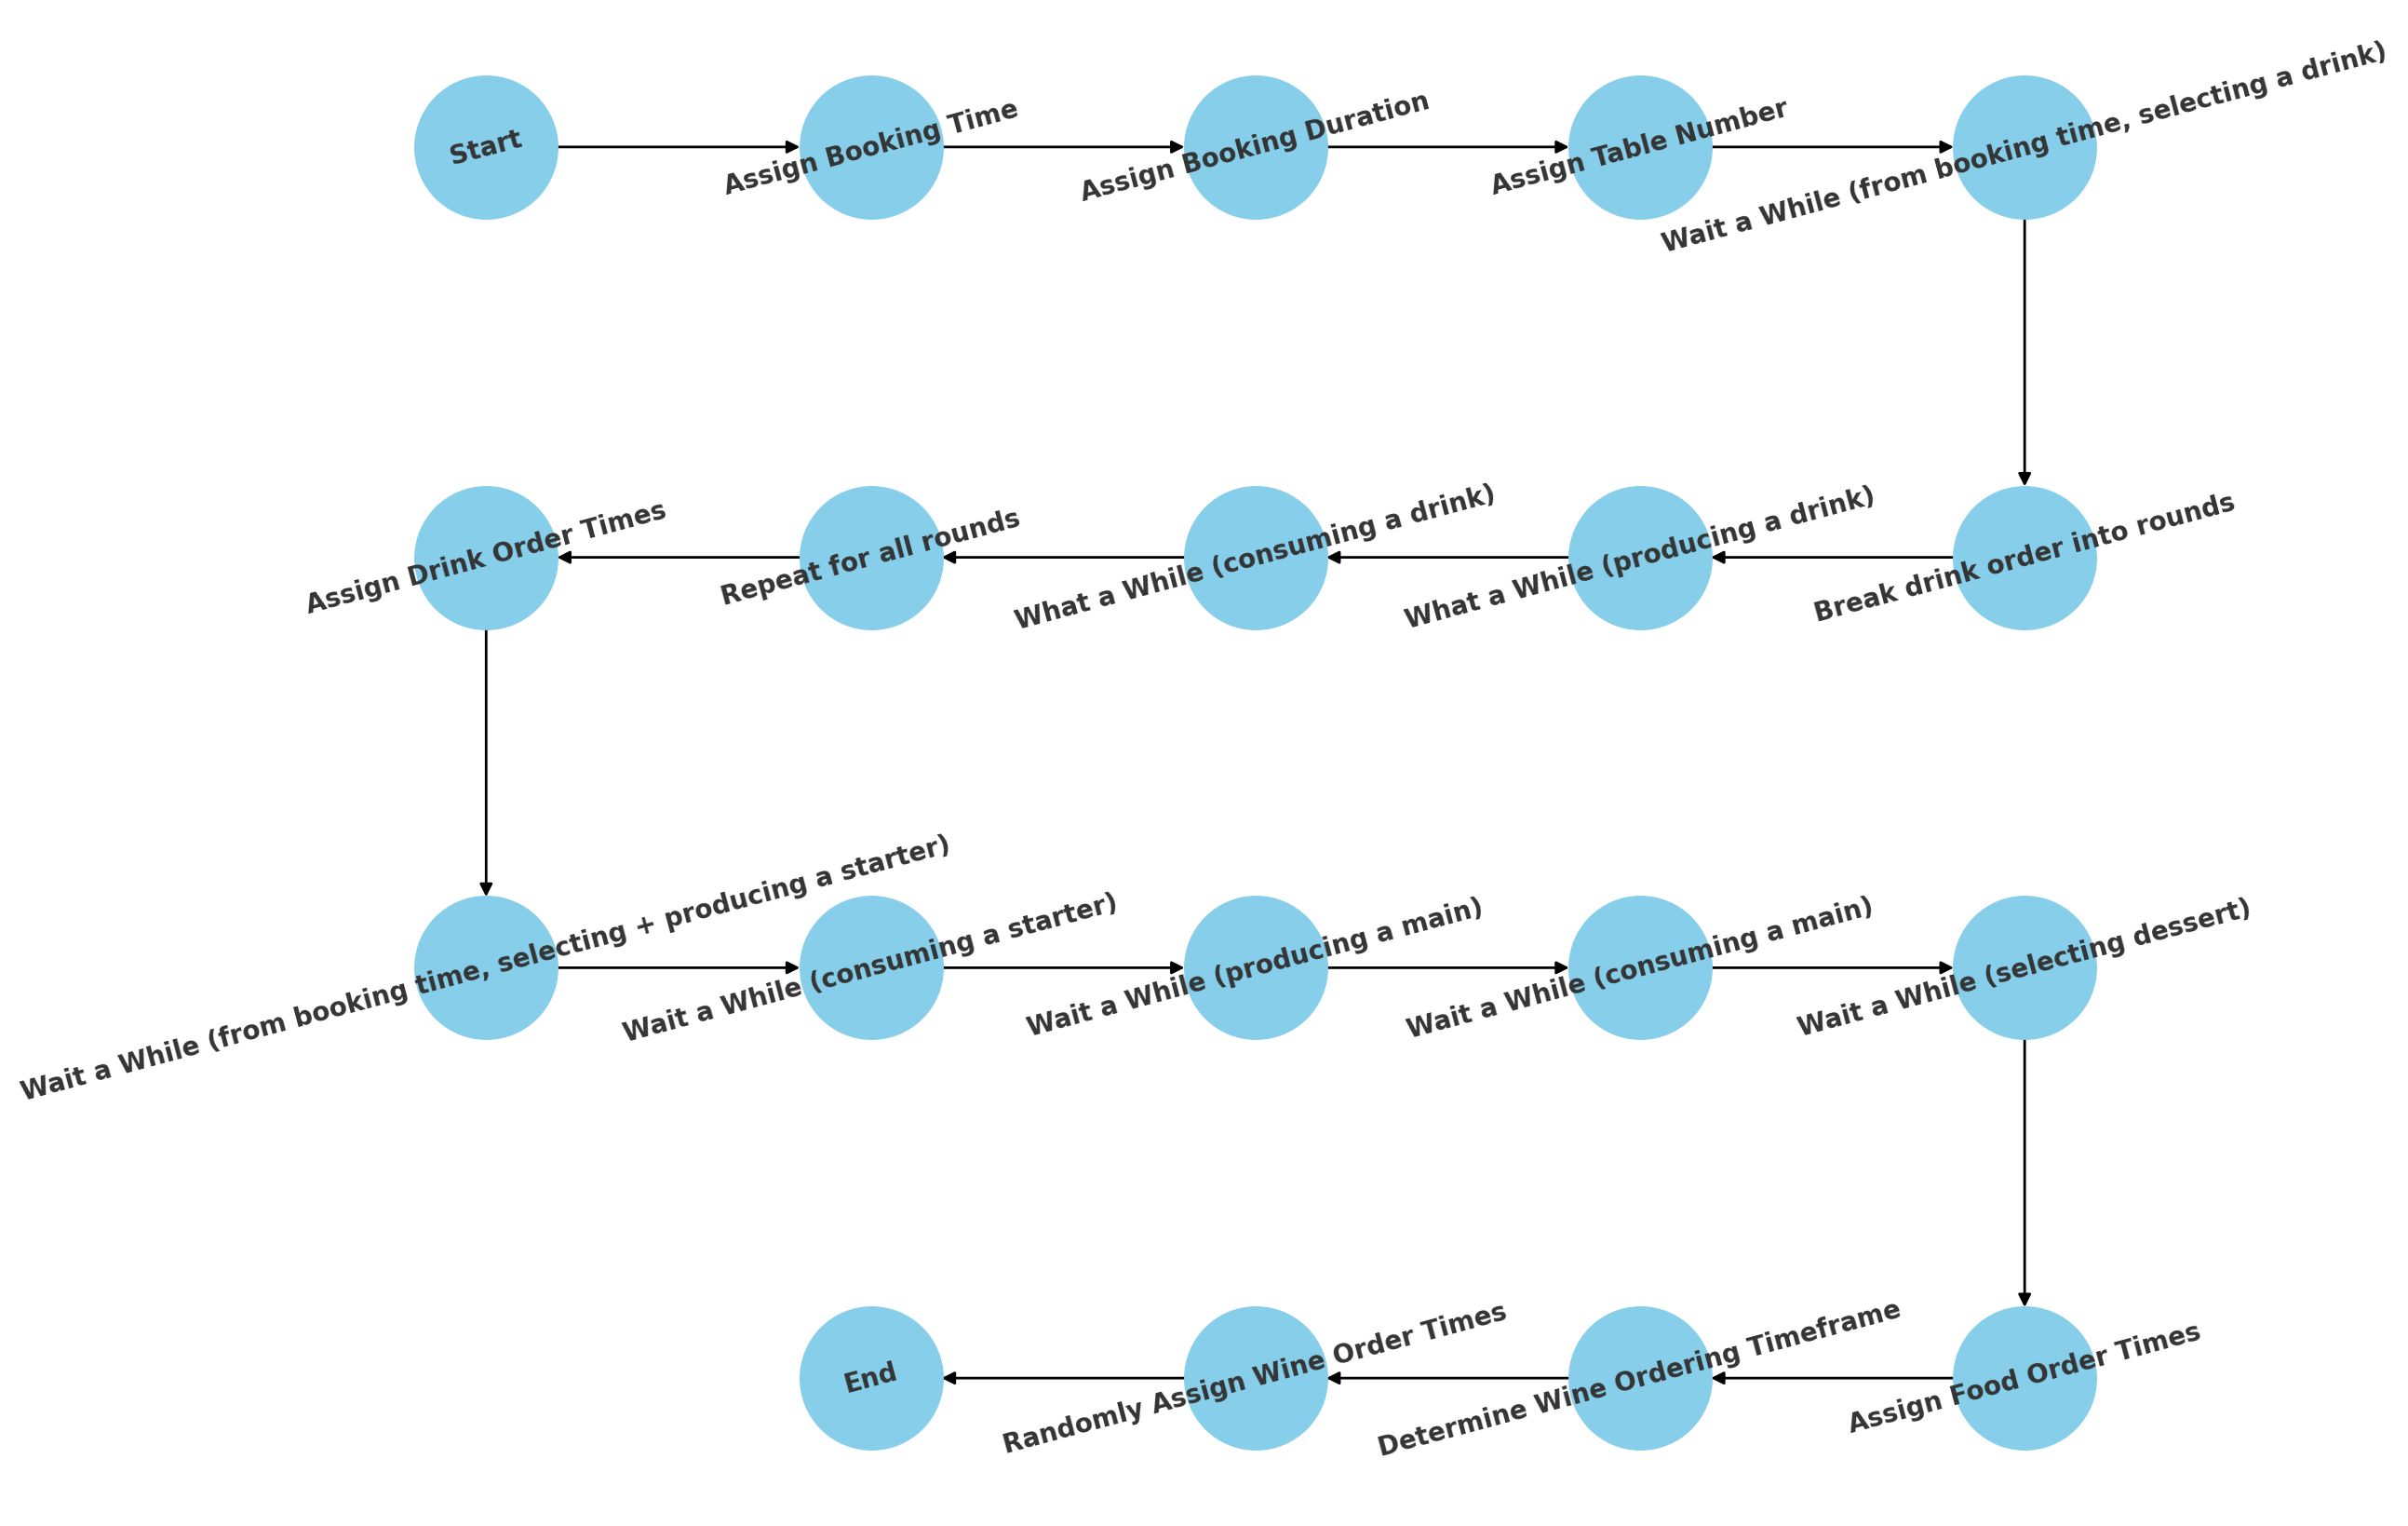 Start
Assign Booking Time
Assign Booking Duration
Assign Table Number
Wait a While (from booking time, selecting a drink)
Break drink order into rounds
What a While (producing a drink)
What a While (consuming a drink)
Repeat for all rounds
Assign Drink Order Times
Wait a While (from booking time, selecting + producing a starter)
Wait a While (consuming a starter)
Wait a While (producing a main)
Wait a While (consuming a main)
Wait a While (selecting dessert)
Assign Food Order Times
Determine Wine Ordering Timeframe
Randomly Assign Wine Order Times
End